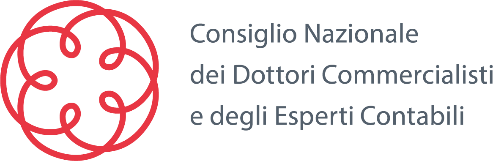 Consiglio Nazionale
dei Dottori Commercialisti
e degli Esperti Contabili